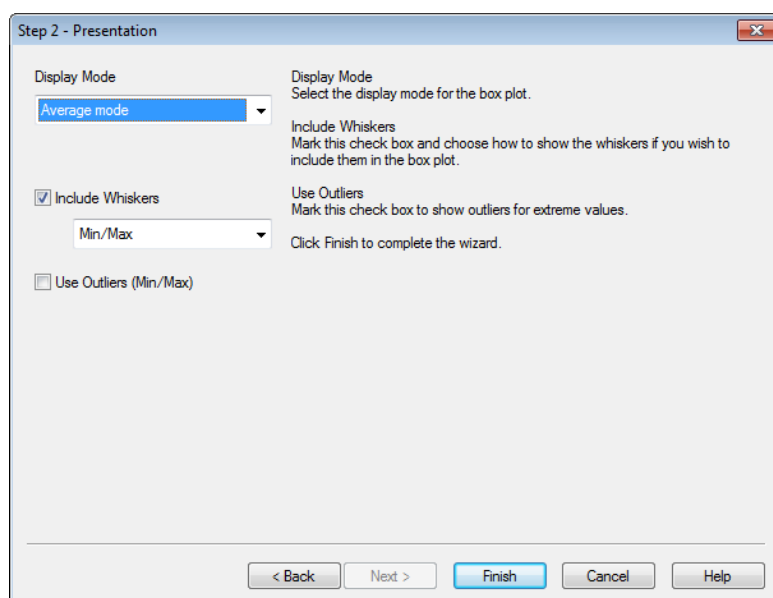 Step 2 - Presentation
Display Mode
Average mode
Include Whiskers
Min/Max
Use Outliers (Min/Max)
Display Mode
Select the display mode for the box plot.
Include Whiskers
Mark this check box and choose how to show the whiskers if you wish to
include them in the box plot.
Use Outliers
Mark this check box to show outliers for extreme values.
Click Finish to complete the wizard.
< Back
Next >
Finish
Cancel
Help